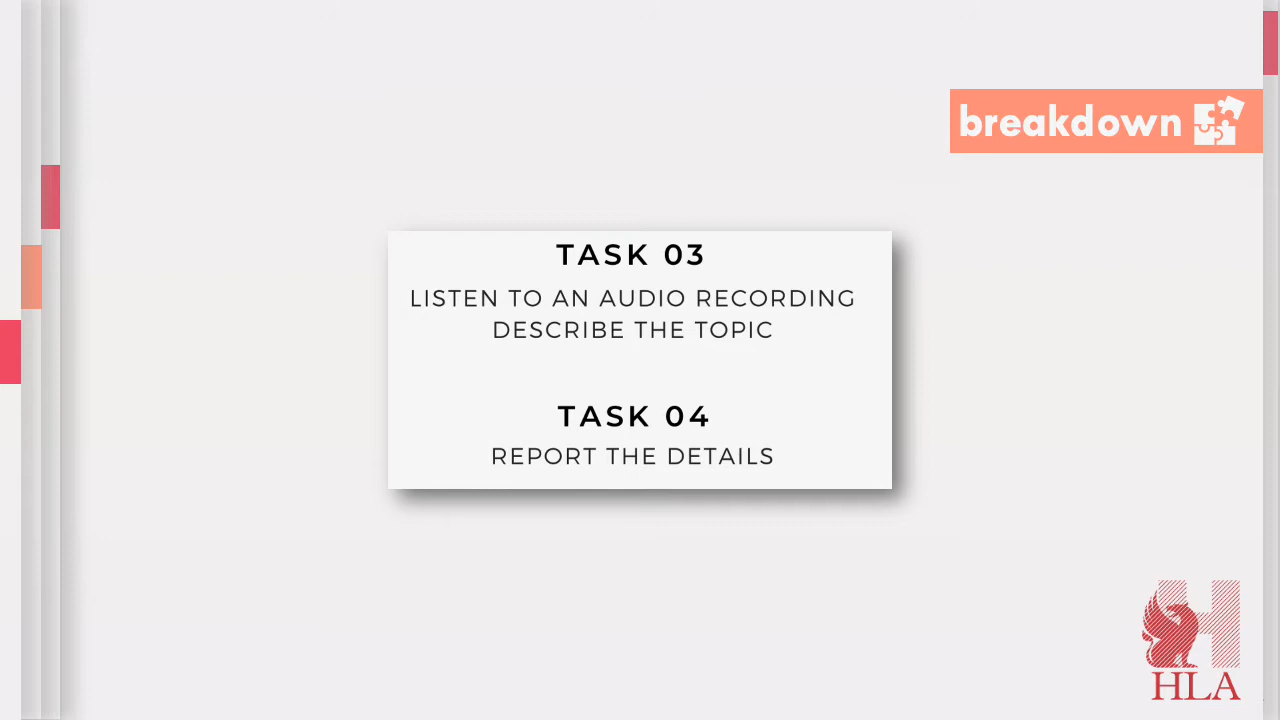 breakdown
TASK 03
LISTEN TO AN AUDIO RECORDING
DESCRIBE THE TOPIC
TASK 04
REPORT THE DETAILS
H
HLA